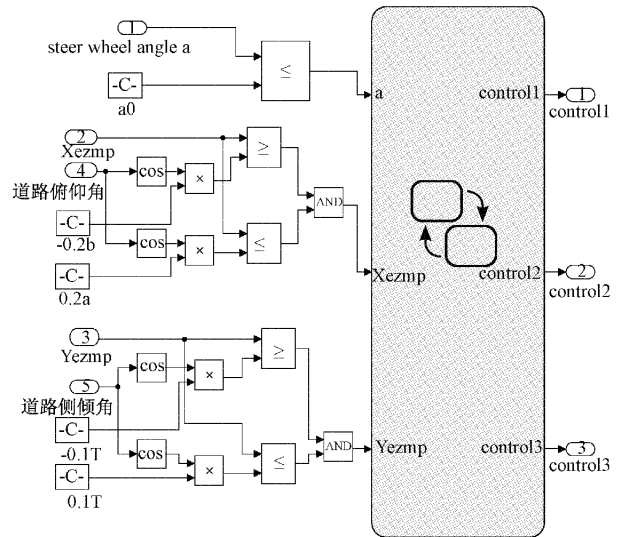 1
steer wheel angle a
≤
-C-
a0
a
control1
1
control1
2
Xezmp
≥
4
cos
×
道路俯仰角
AND
-C-
-0.2b
cos
×
≤
-C-
0.2a
Xezmp
control2
2
control2
3
Yezmp
≥
cos
×
5
道路侧倾角
-C-
-0.1T
AND
Yezmp
control3
3
control3
cos
×
≤
-C-
0.1T